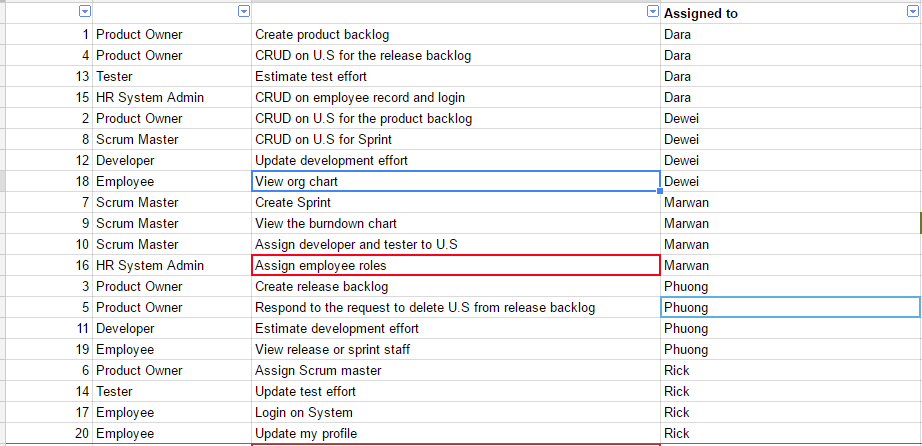 Assigned to
1 Product Owner Create product backlog Dara
4 Product Owner CRUD on U.S for the release backlog Dara
13 Tester Estimate test effort Dara
15 HR System Admin CRUD on employee record and login Dara
2 Product Owner CRUD on U.S for the product backlog Dewei
8 Scrum Master CRUD on U.S for Sprint Dewei
12 Developer Update development effort Dewei
18 Employee View org chart Dewei
7 Scrum Master Create Sprint Marwan
9 Scrum Master View the burndown chart Marwan
10 Scrum Master Assign developer and tester to U.S Marwan
16 HR System Admin Assign employee roles Marwan
3 Product Owner Create release backlog Phuong
5 Product Owner Respond to the request to delete U.S from release backlog Phuong
11 Developer Estimate development effort Phuong
19 Employee View release or sprint staff Phuong
6 Product Owner Assign Scrum master Rick
14 Tester Update test effort Rick
17 Employee Login on System Rick
20 Employee Update my profile Rick